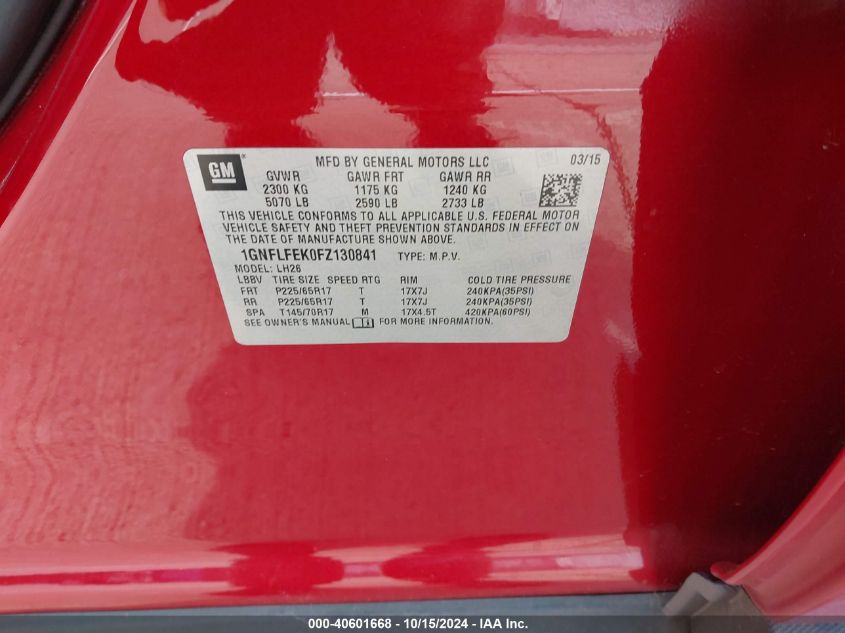 GM
MFD BY GENERAL MOTORS LLC 03/15
GVWR GAWR FRT GAWR RR
2300 KG 1175 KG 1240 KG
5070 LB 2590 LB 2733 LB
THIS VEHICLE CONFORMS TO ALL APPLICABLE U.S. FEDERAL MOTOR
VEHICLE SAFETY AND THEFT PREVENTION STANDARDS IN EFFECT ON THE
DATE OF MANUFACTURE SHOWN ABOVE.
1GNFLFEK0FZ130841 TYPE: M.P.V.
MODEL: LH26
LBBV TIRE SIZE SPEED RTG RIM COLD TIRE PRESSURE
FRT P225/65R17 T 17X7J 240KPA(35PSI)
RR P225/65R17 T 17X7J 240KPA(35PSI)
SPA T145/70R17 M 17X4.5T 420KPA(60PSI)
SEE OWNER'S MANUAL FOR MORE INFORMATION.
000-40601668 - 10/15/2024 - IAA Inc.